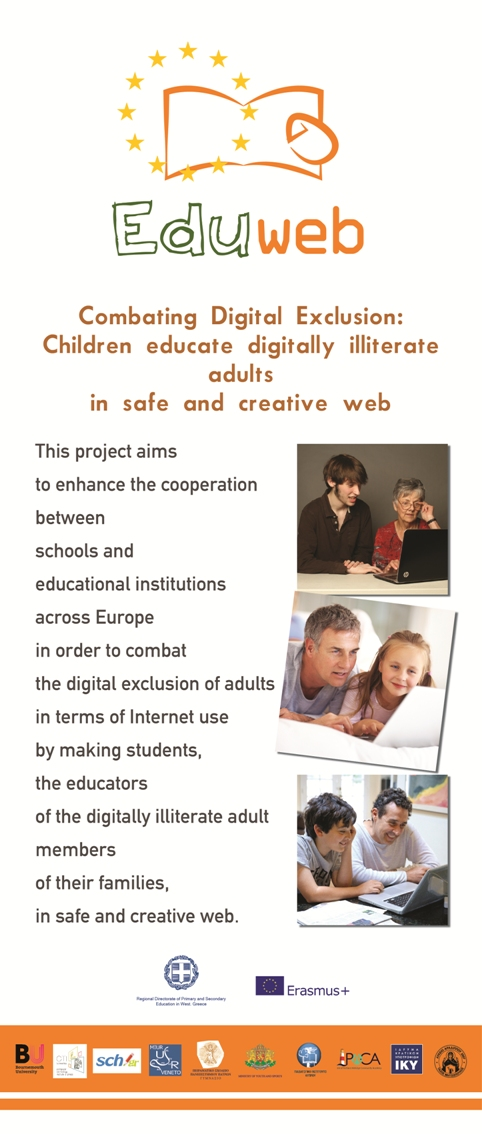 Eduweb
Combating Digital Exclusion:
Children educate digitally illiterate
adults
in safe and creative web
This project aims
to enhance the cooperation
between
schools and
educational institutions
across Europe
in order to combat
the digital exclusion of adults
in terms of Internet use
by making students,
the educators
of the digitally illiterate adult
members
of their families,
in safe and creative web.
Regional Directorate of Primary and Secondary
Education in West. Greece
Erasmus+
BU
Bournemouth
University
MIUR
USR
VENETO
IKY